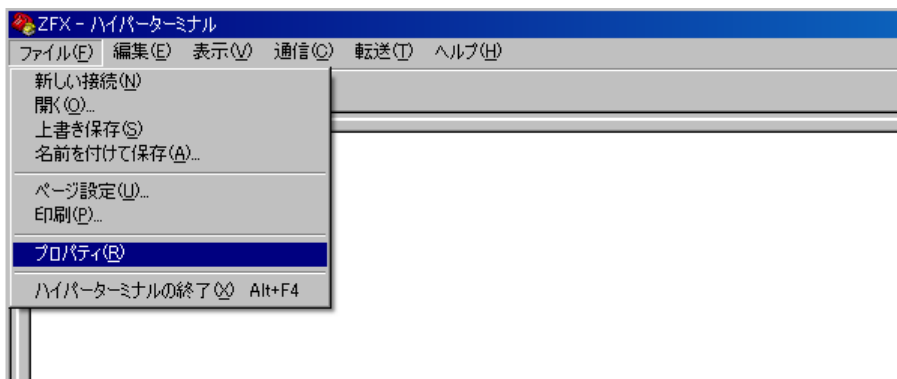 ZFX - ハイパーターミナル
ファイル(F) 編集(E) 表示(V) 通信(C) 転送(T) ヘルプ(H)
新しい接続(N)
開く(O)...
上書き保存(S)
名前を付けて保存(A)...
ページ設定(U)...
印刷(P)...
プロパティ(R)
ハイパーターミナルの終了(X) Alt+F4